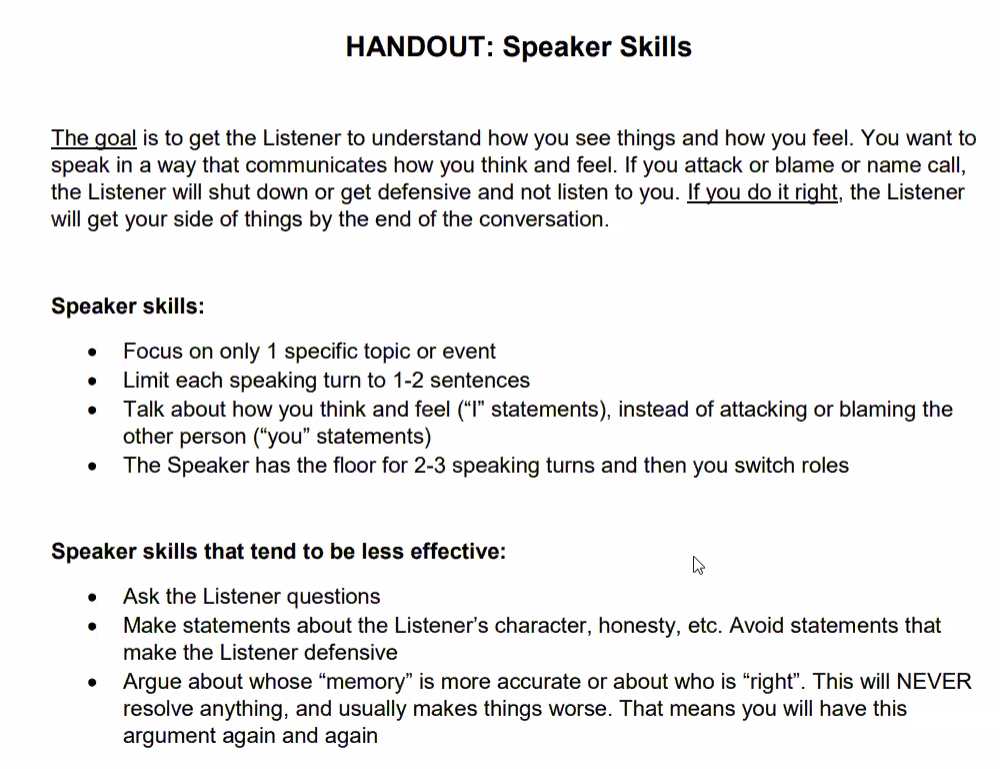 HANDOUT: Speaker Skills
The goal is to get the Listener to understand how you see things and how you feel. You want to
speak in a way that communicates how you think and feel. If you attack or blame or name call,
the Listener will shut down or get defensive and not listen to you. If you do it right, the Listener
will get your side of things by the end of the conversation.
Speaker skills:
• Focus on only 1 specific topic or event
• Limit each speaking turn to 1-2 sentences
• Talk about how you think and feel (“I” statements), instead of attacking or blaming the
other person (“you” statements)
• The Speaker has the floor for 2-3 speaking turns and then you switch roles
Speaker skills that tend to be less effective:
• Ask the Listener questions
• Make statements about the Listener’s character, honesty, etc. Avoid statements that
make the Listener defensive
• Argue about whose “memory” is more accurate or about who is “right”. This will NEVER
resolve anything, and usually makes things worse. That means you will have this
argument again and again